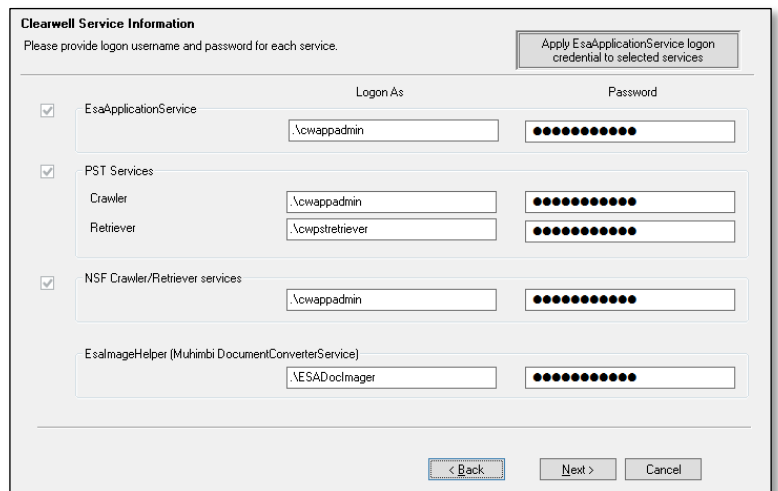 Clearwell Service Information
Please provide logon username and password for each service.
Apply EsaApplicationService logon
credential to selected services
Logon As
Password
EsaApplicationService
.\cwappadmin
●●●●●●●●●●●
PST Services
Crawler
.\cwappadmin
●●●●●●●●●●●
Retriever
.\cwpstretriever
●●●●●●●●●●●
NSF Crawler/Retriever services
.\cwappadmin
●●●●●●●●●●●
EsaImageHelper (Muhimbi DocumentConverterService)
.\ESADocImager
●●●●●●●●●●●
< Back
Next >
Cancel